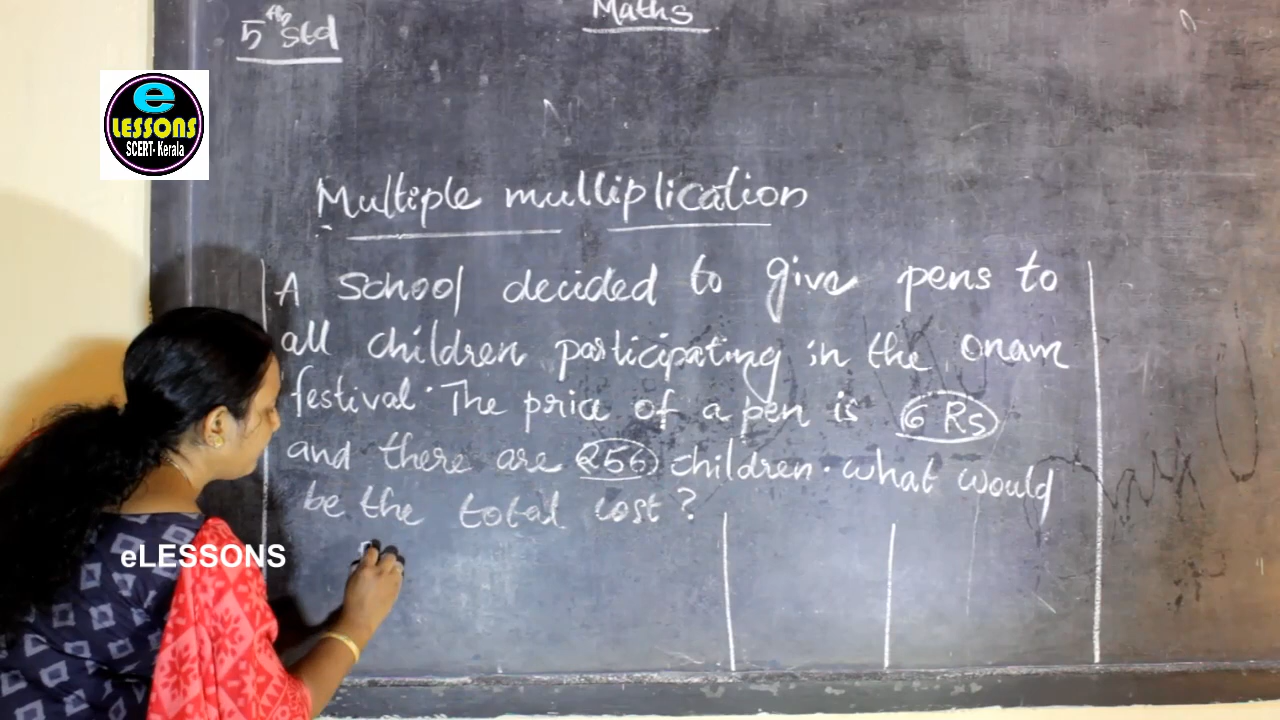 5th Std
Maths
e
LESSONS
SCERT- Kerala
Multiple mulliplication
A School decided to give pens to
all children participating in the onam
festival. The price of a pen is 6 Rs
and there are 256 children. what would
be the total cost?
eLESSONS